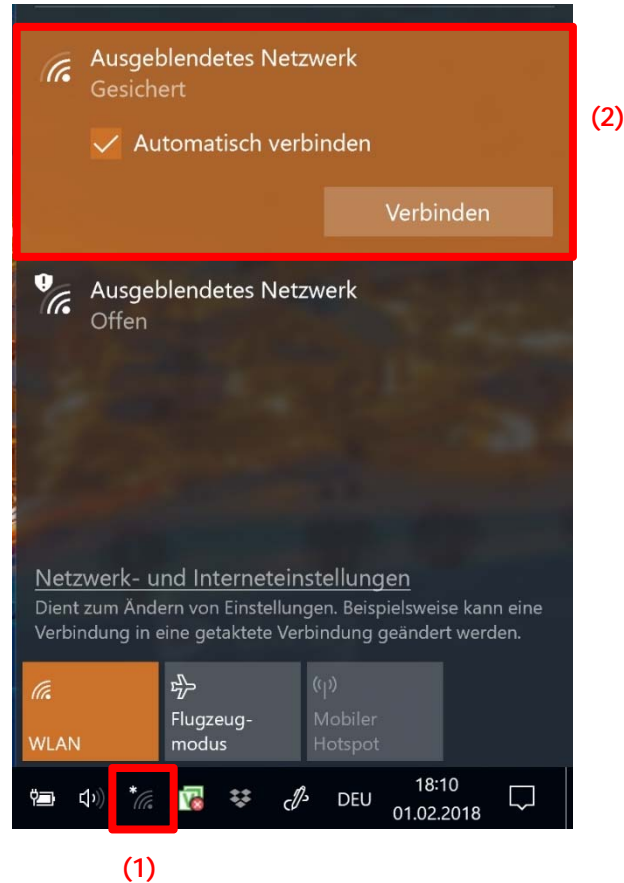 Ausgeblendetes Netzwerk
Gesichert
Automatisch verbinden
(2)
Verbinden
Ausgeblendetes Netzwerk
Offen
Netzwerk- und Interneteinstellungen
Dient zum Ändern von Einstellungen. Beispielsweise kann eine
Verbindung in eine getaktete Verbindung geändert werden.
WLAN
Flugzeug-
modus
Mobiler
Hotspot
DEU
18:10
01.02.2018
(1)